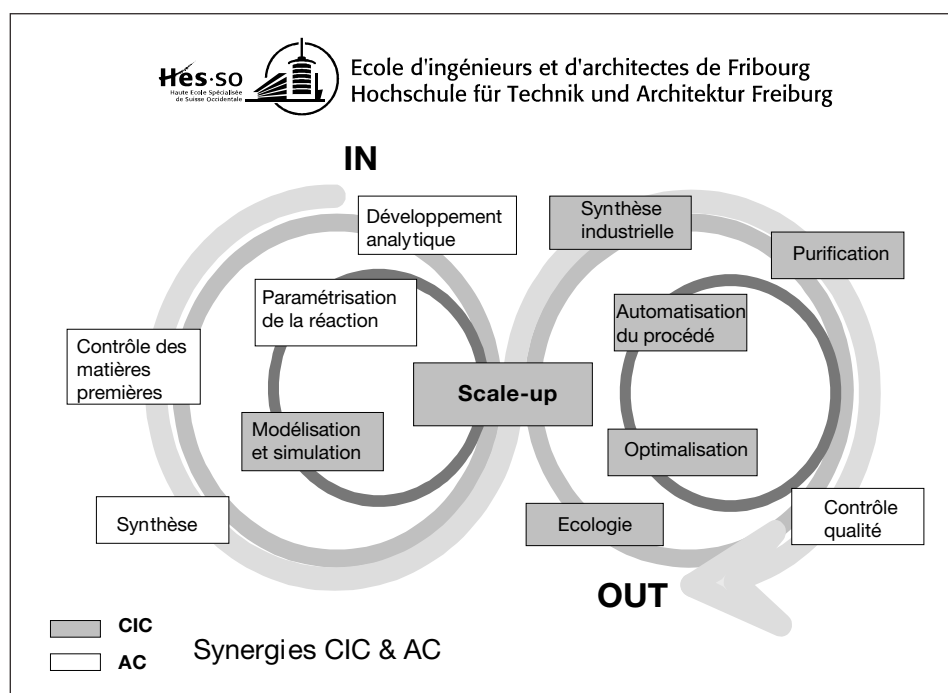 Hes·so
Haute Ecole Spécialisée
de Suisse Occidentale
Ecole d'ingénieurs et d'architectes de Fribourg
Hochschule für Technik und Architektur Freiburg
IN
Développement
analytique
Synthèse
industrielle
Purification
Paramétrisation
de la réaction
Automatisation
du procédé
Contrôle des
matières
premières
Scale-up
Modélisation
et simulation
Optimalisation
Synthèse
Ecologie
Contrôle
qualité
OUT
CIC
AC
Synergies CIC & AC